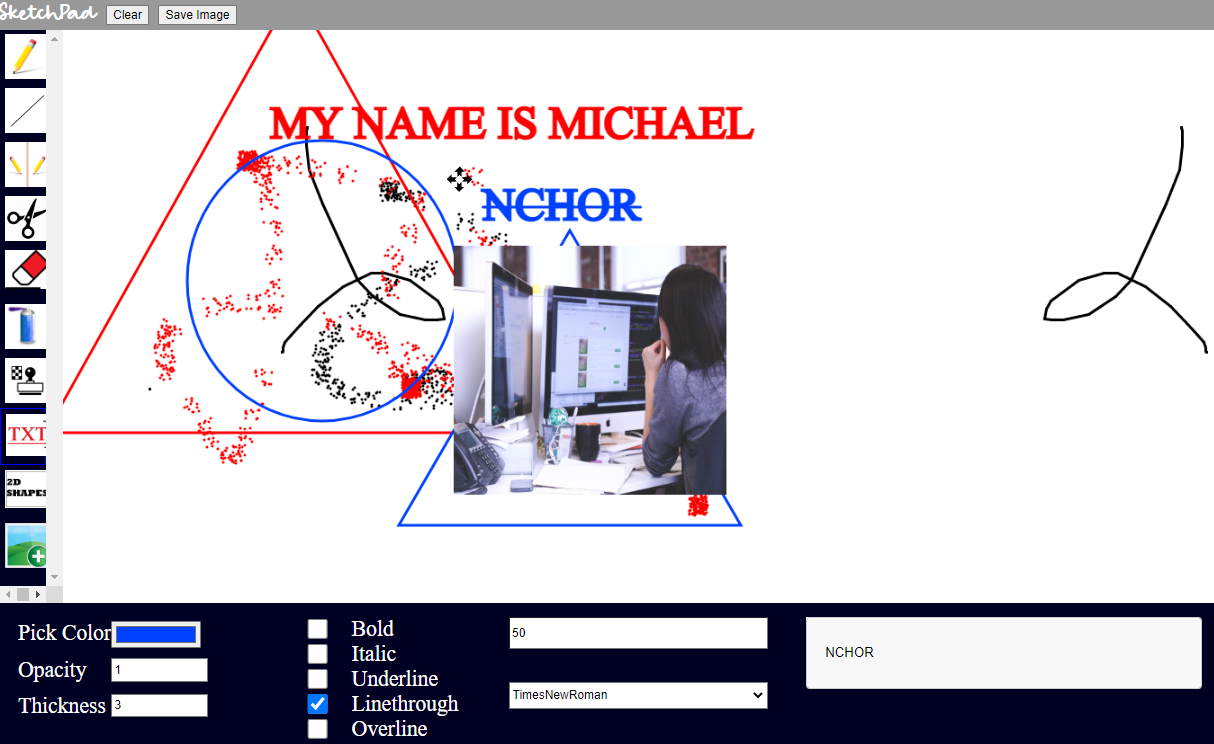 SketchPad Clear Save Image
MY NAME IS MICHAEL
NCHOR
TXT
2D
SHAPES
Pick Color
Opacity 1
Thickness 3
Bold
Italic
Underline
Linethrough
Overline
50
TimesNewRoman
NCHOR